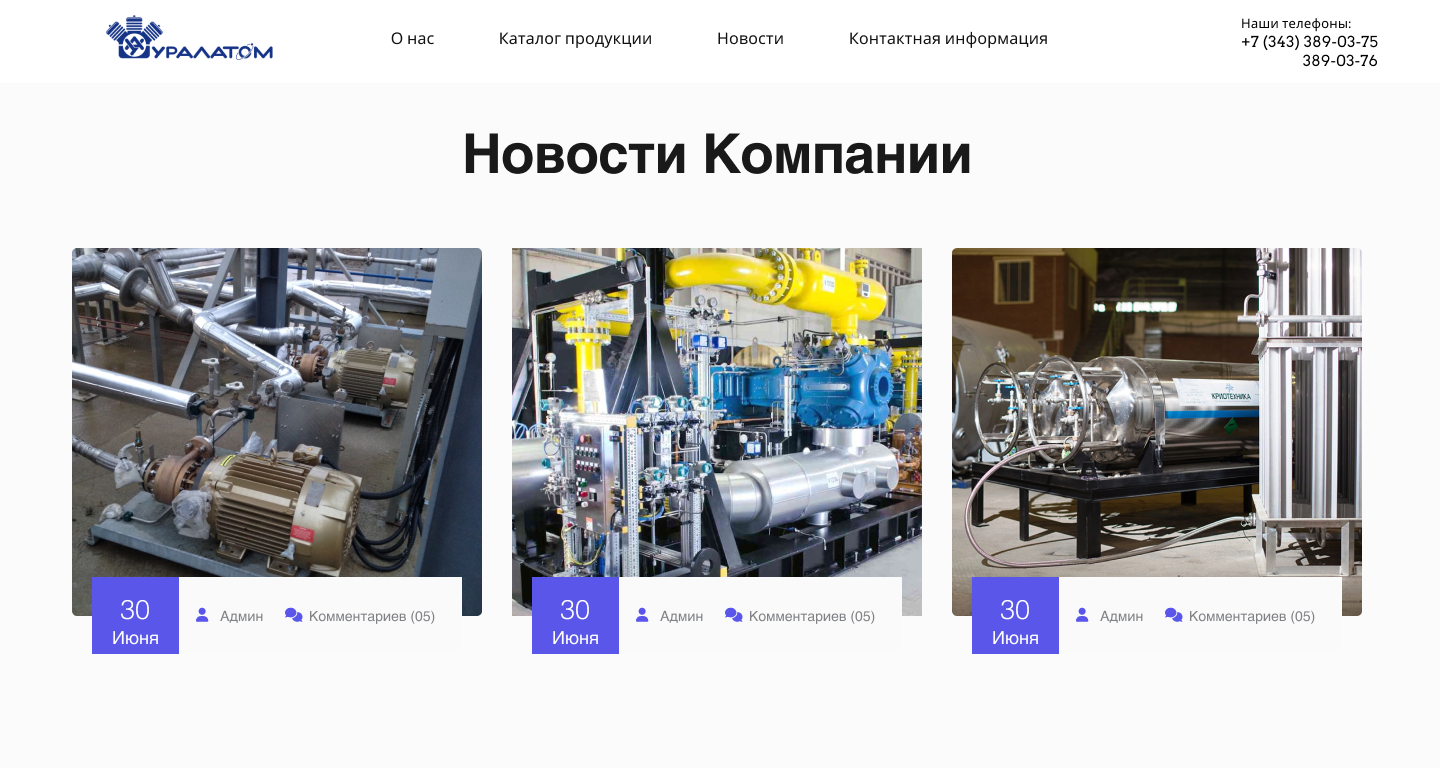 УРАЛАТОМ
О нас
Каталог продукции
Новости
Контактная информация
Наши телефоны:
+7 (343) 389-03-75
389-03-76
Новости Компании
КРИОТЕХНИКА
30
Июня
Админ
Комментариев (05)
30
Июня
Админ
Комментариев (05)
30
Июня
Админ
Комментариев (05)